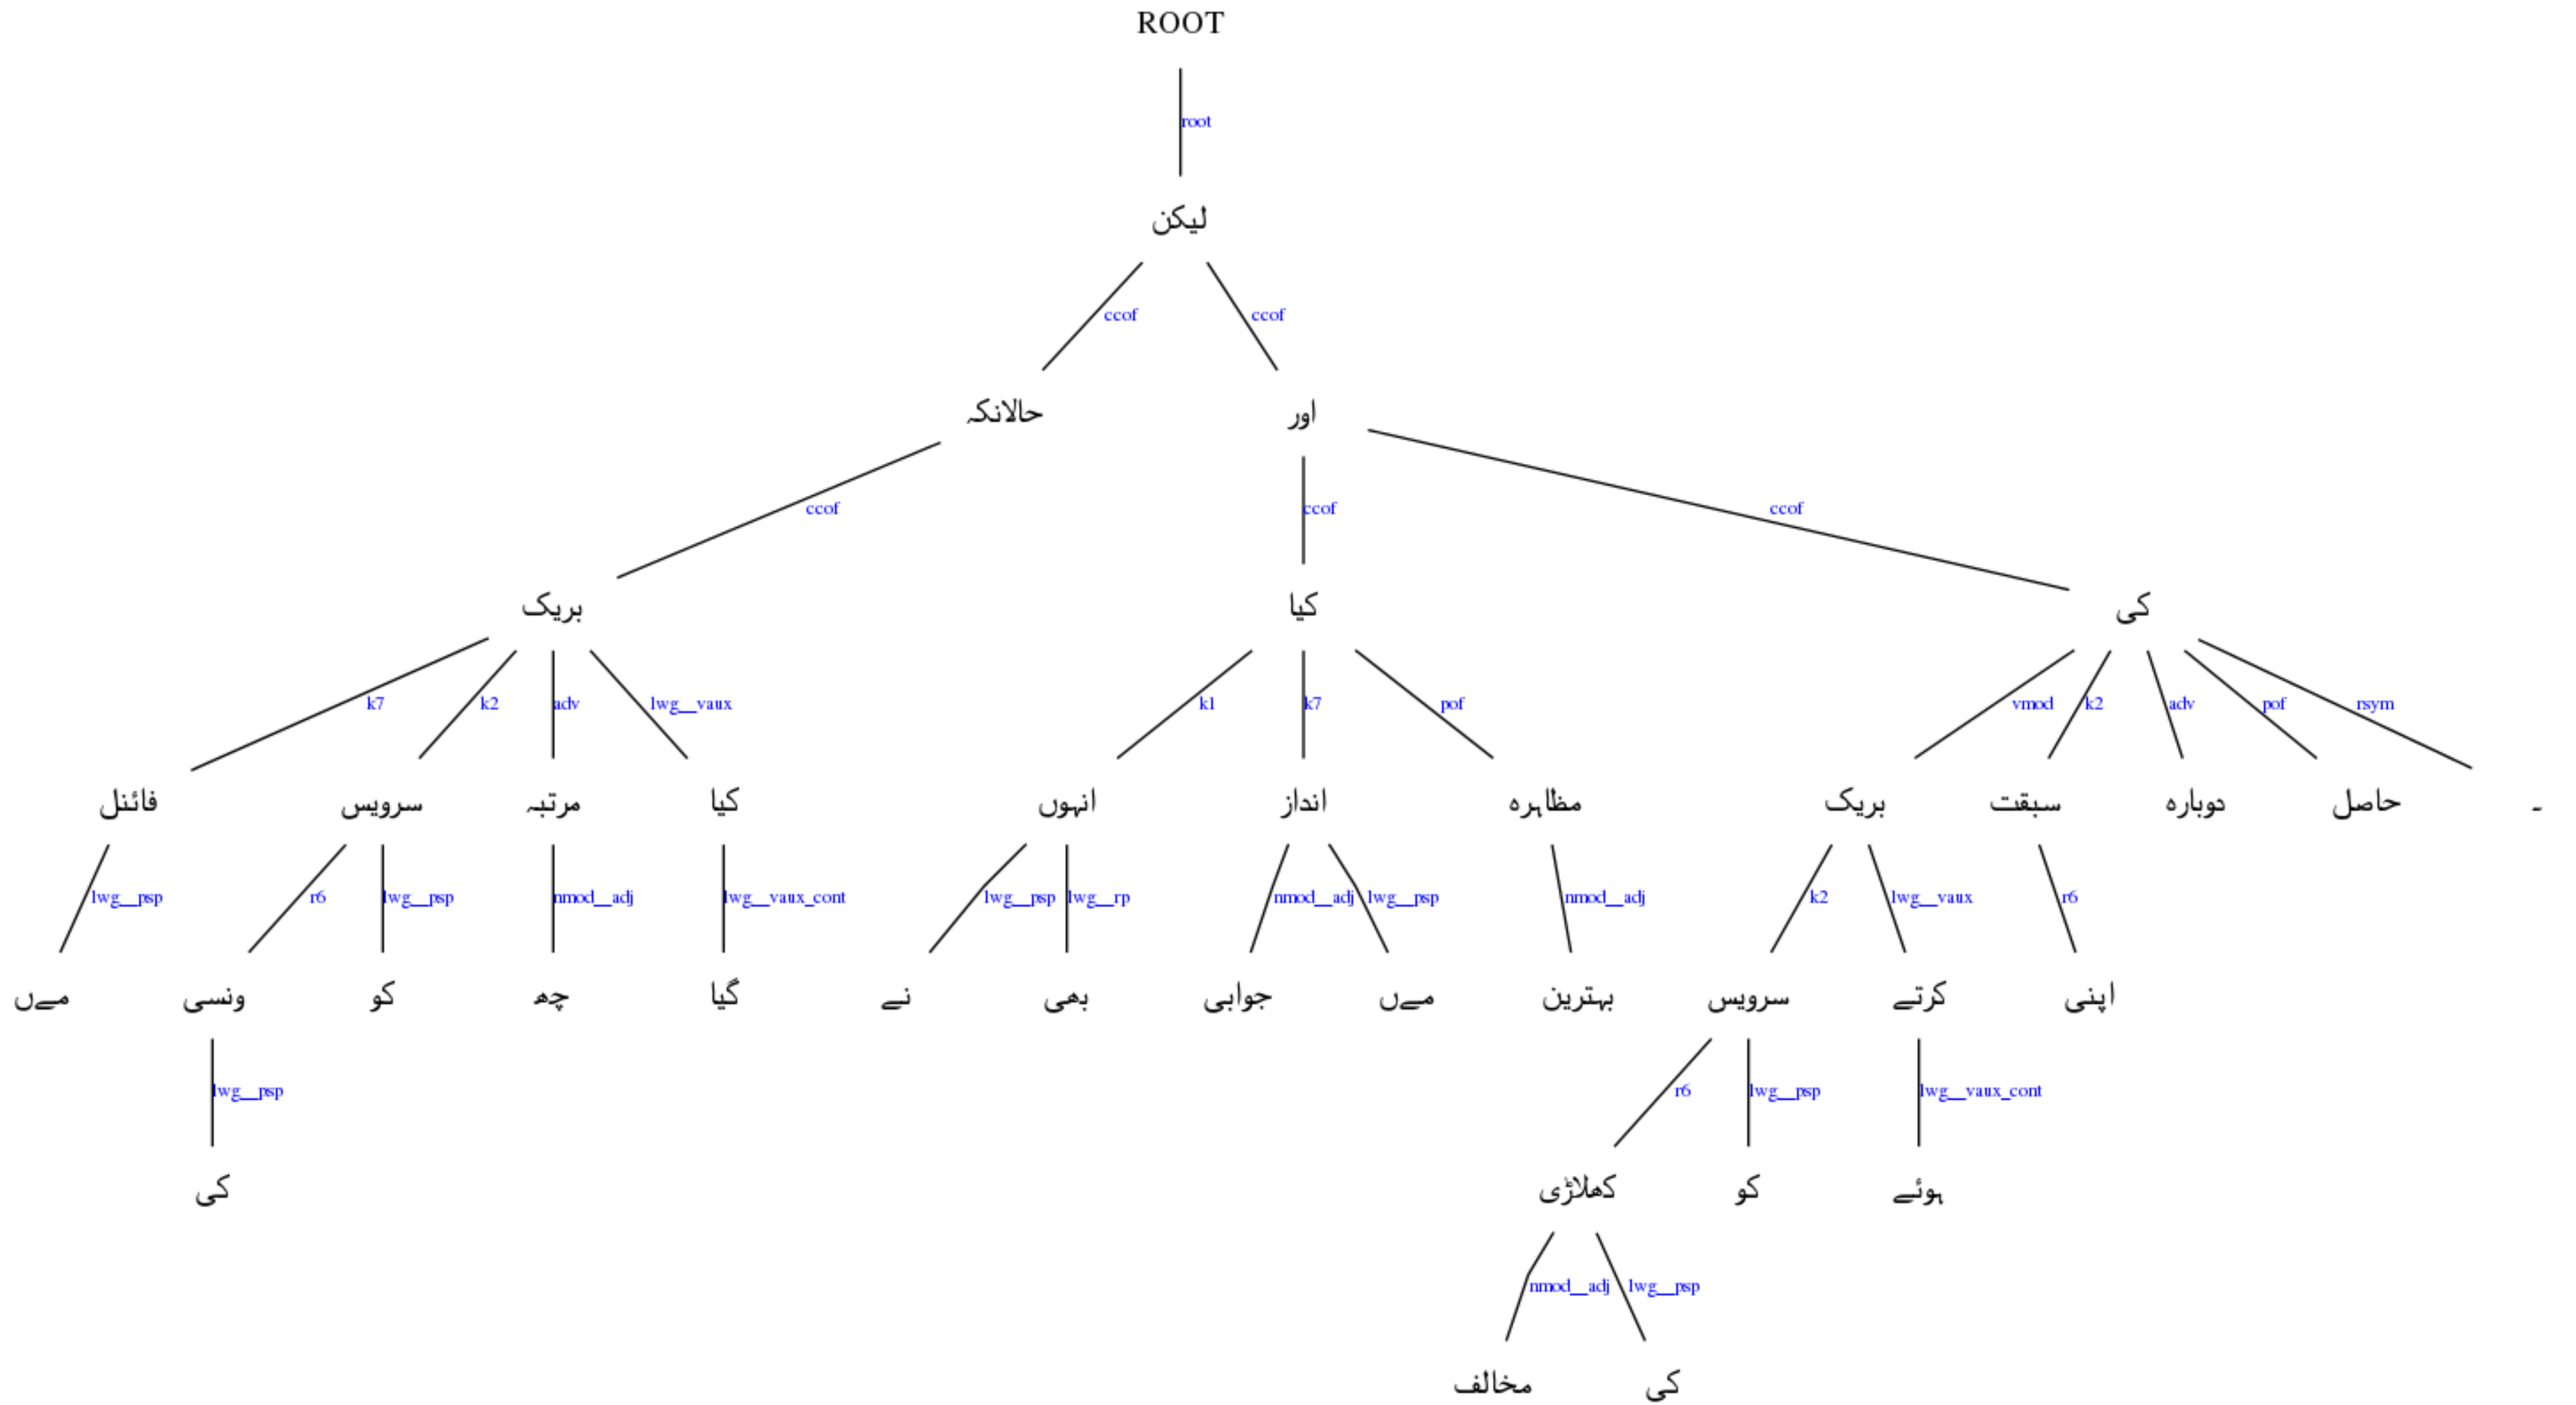 ROOT
root
لیکن
ccof ccof
حالانکہ اور
ccof ccof ccof
بریک کیا کی
k7 k2 adv lwg__vaux k1 k7 pof vmod k2 adv pof rsym
فائنل سرویس مرتبہ کیا انہوں انداز مظاہرہ بریک سبقت دوبارہ حاصل ۔
lwg__psp r6 lwg__psp nmod__adj lwg__vaux_cont lwg__psp lwg__rp nmod__adj lwg__psp nmod__adj k2 lwg__vaux r6
مےں ونسی کو چھ گیا نے بھی جوابی مےں بہترین سرویس کرتے اپنی
lwg__psp r6 lwg__psp lwg__vaux_cont
کی کھلاڑی کو ہوئے
nmod__adj lwg__psp
مخالف کی